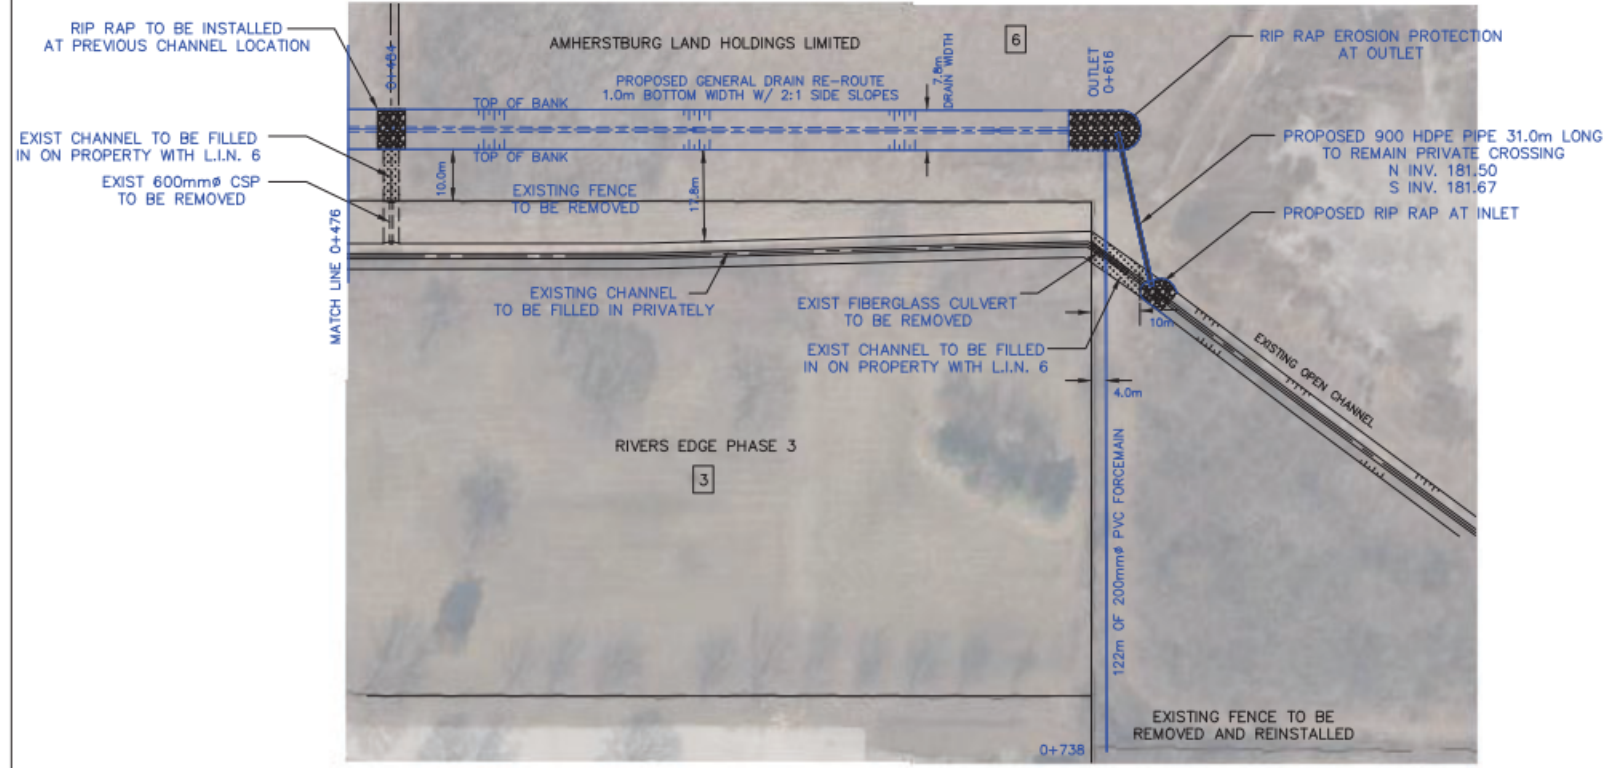 RIP RAP TO BE INSTALLED
AT PREVIOUS CHANNEL LOCATION
0+484
AMHERSTBURG LAND HOLDINGS LIMITED
6
OUTLET
0+616
RIP RAP EROSION PROTECTION
AT OUTLET
PROPOSED GENERAL DRAIN RE-ROUTE
1.0m BOTTOM WIDTH W/ 2:1 SIDE SLOPES
7.8m
DRAIN WIDTH
TOP OF BANK
TOP OF BANK
EXIST CHANNEL TO BE FILLED
IN ON PROPERTY WITH L.I.N. 6
EXIST 600mmø CSP
TO BE REMOVED
10.0m
EXISTING FENCE
TO BE REMOVED
17.8m
PROPOSED 900 HDPE PIPE 31.0m LONG
TO REMAIN PRIVATE CROSSING
N INV. 181.50
S INV. 181.67
PROPOSED RIP RAP AT INLET
MATCH LINE 0+476
EXISTING CHANNEL
TO BE FILLED IN PRIVATELY
EXIST FIBERGLASS CULVERT
TO BE REMOVED
10m
EXIST CHANNEL TO BE FILLED
IN ON PROPERTY WITH L.I.N. 6
EXISTING OPEN CHANNEL
4.0m
RIVERS EDGE PHASE 3
3
122m OF 200mmø PVC FORCEMAIN
EXISTING FENCE TO BE
REMOVED AND REINSTALLED
0+738